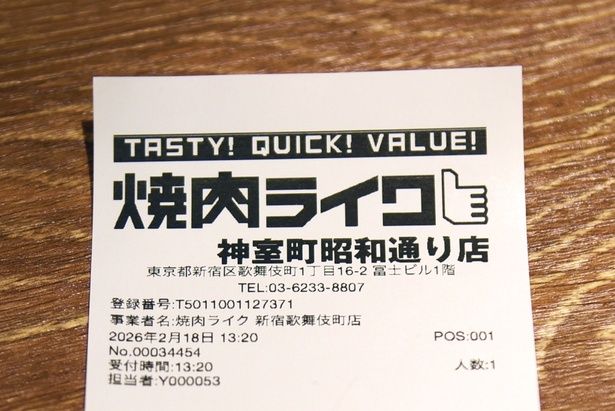 TASTY! QUICK! VALUE!
焼肉ライク
神室町昭和通り店
東京都新宿区歌舞伎町1丁目16-2 冨士ビル1階
TEL:03-6233-8807
登録番号:T5011001127371
事業者名:焼肉ライク 新宿歌舞伎町店
2026年2月18日 13:20 POS:001
No.00034454
受付時間:13:20 人数:1
担当者:Y000053